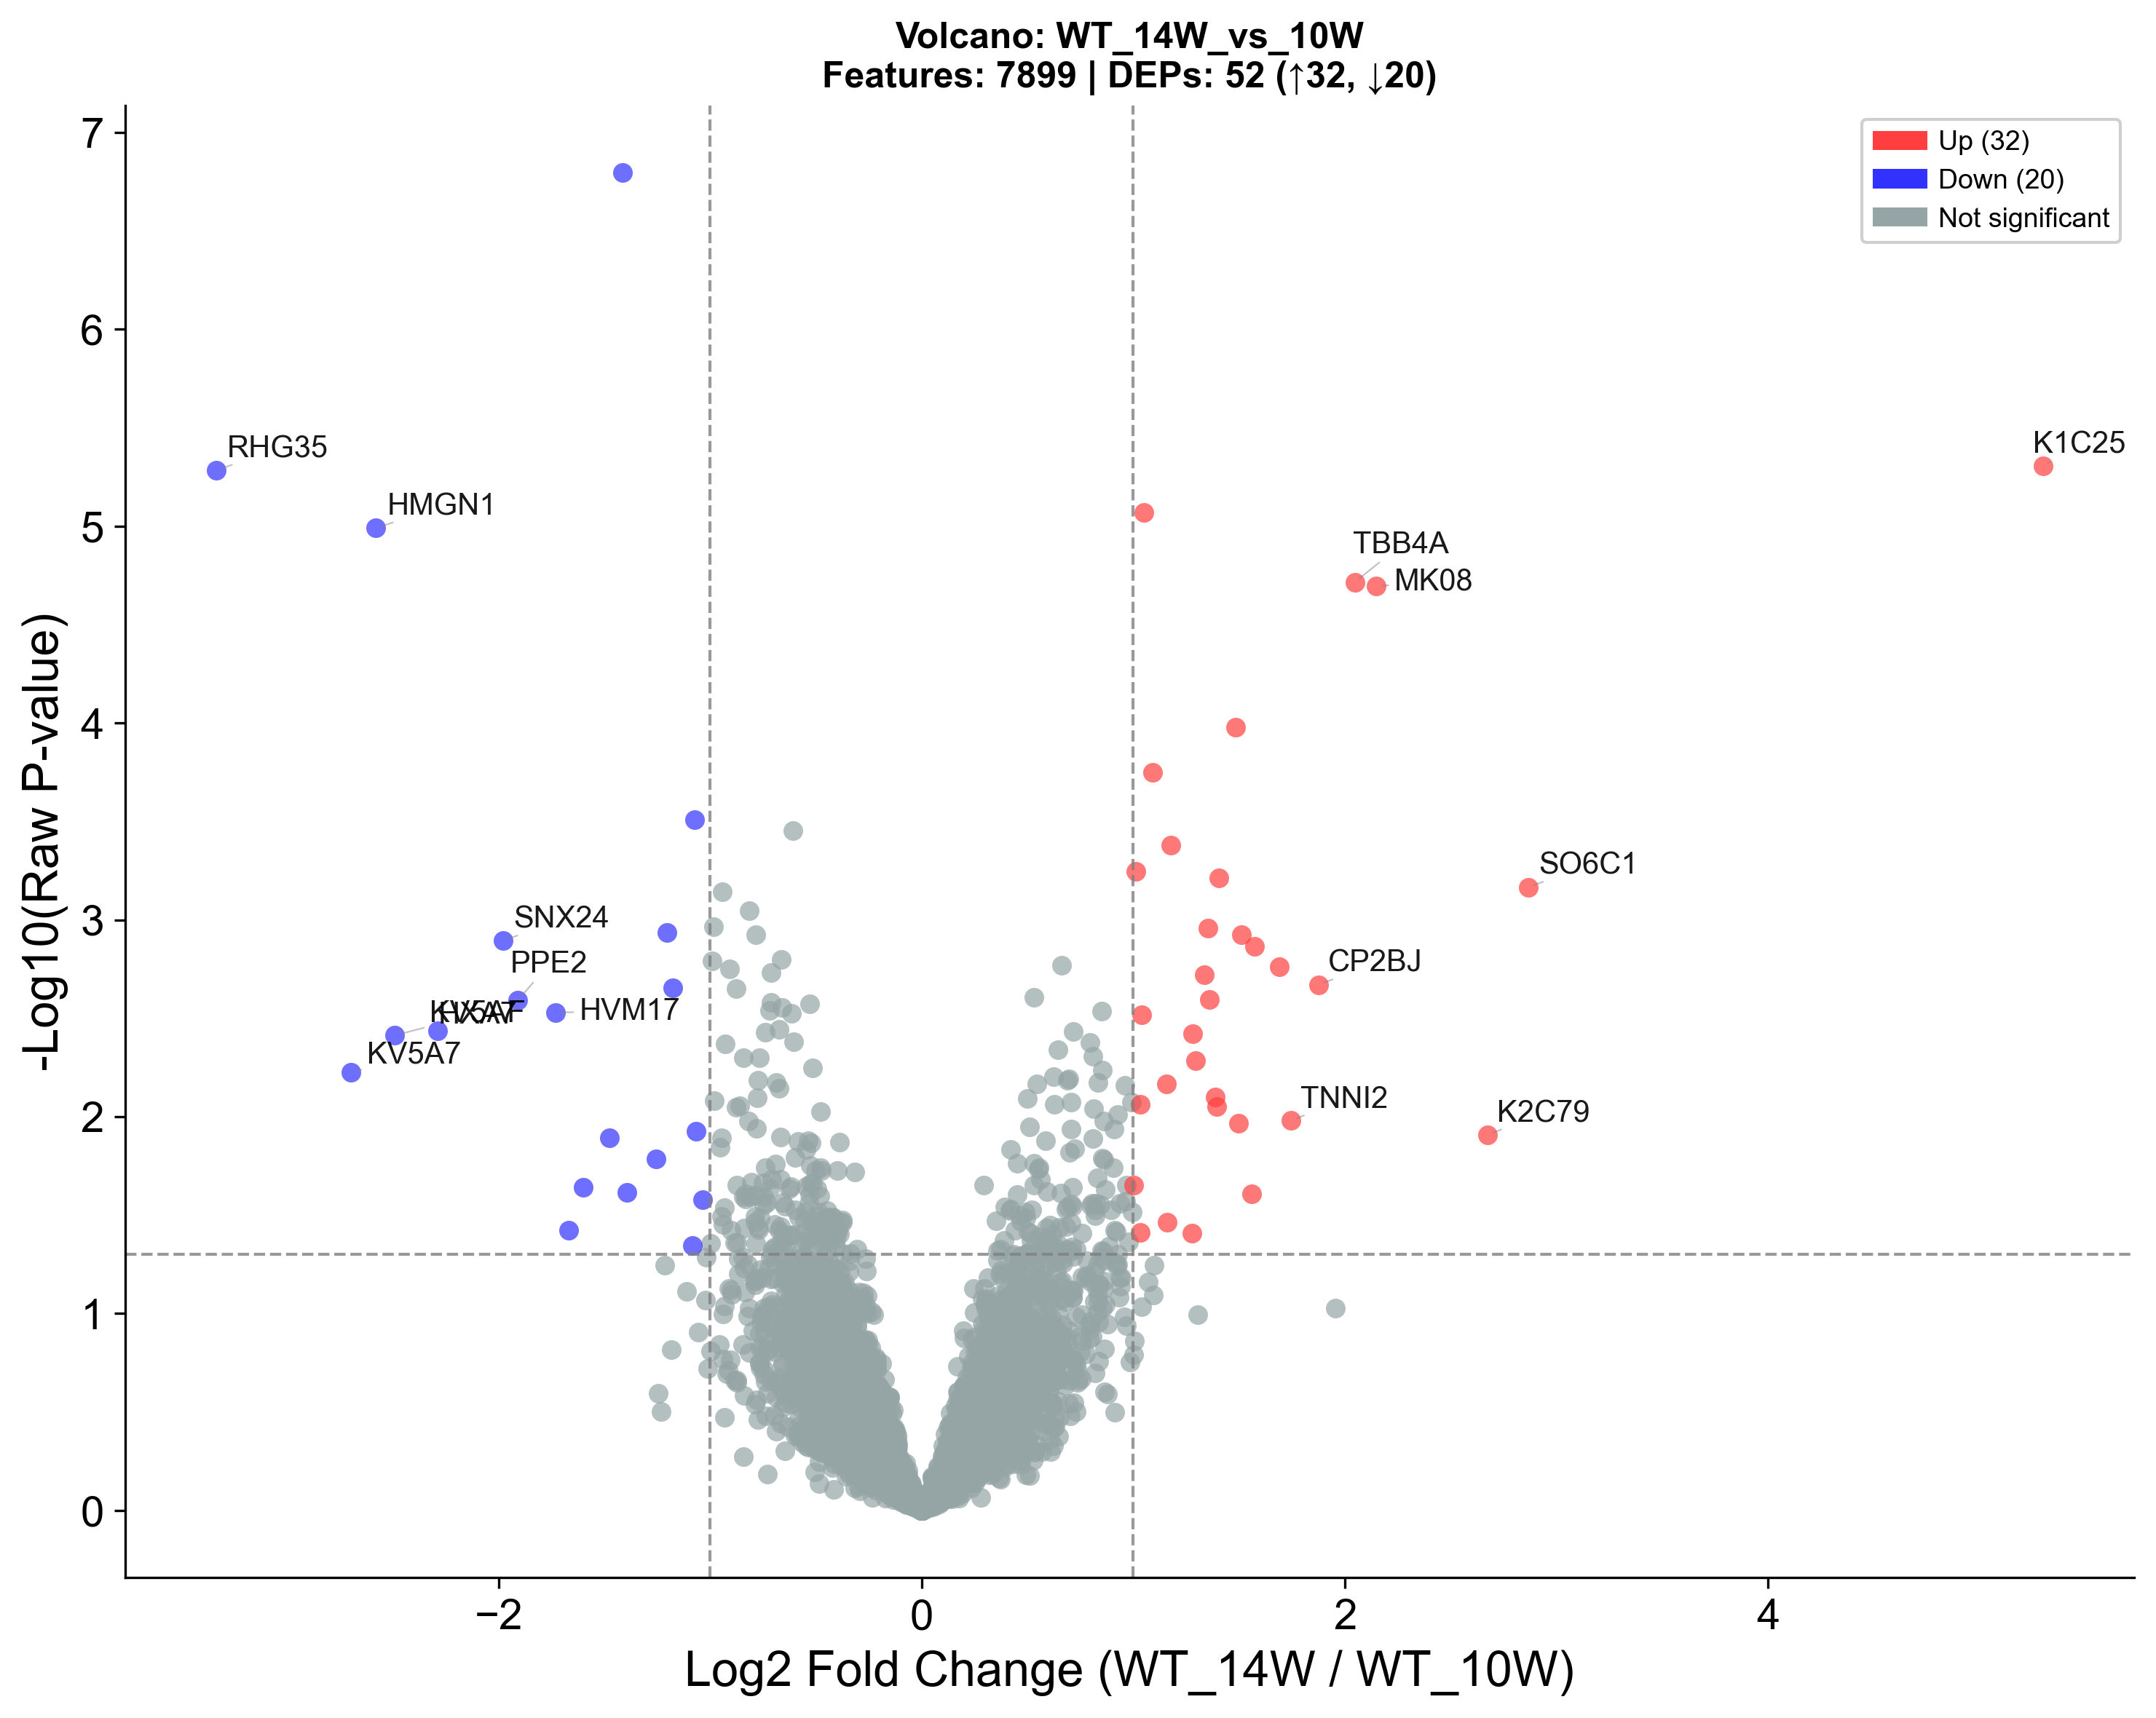 Volcano: WT_14W_vs_10W
Features: 7899 | DEPs: 52 (↑32, ↓20)
Up (32)
Down (20)
Not significant
-Log10(Raw P-value)
7
6
5
4
3
2
1
0
RHG35
HMGN1
K1C25
TBB4A
MK08
SO6C1
SNX24
PPE2
CP2BJ
HVM17
KV5A7
TNNI2
K2C79
−2
0
2
4
Log2 Fold Change (WT_14W / WT_10W)